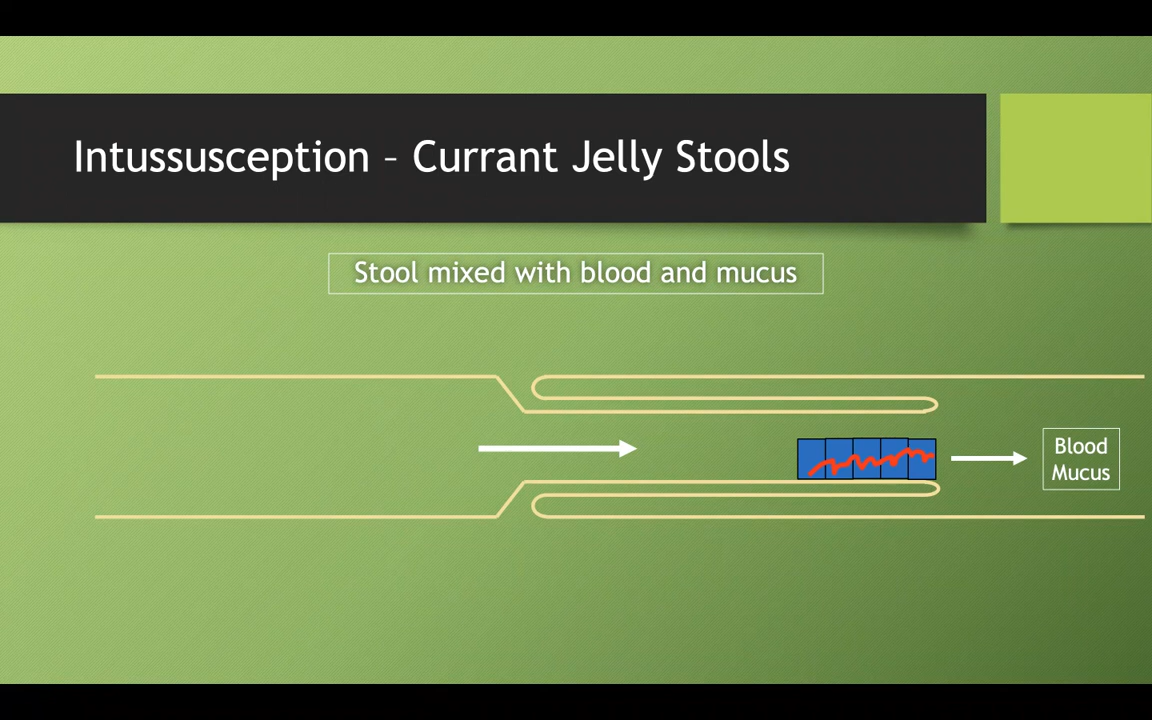 Intussusception – Currant Jelly Stools
Stool mixed with blood and mucus
Blood
Mucus